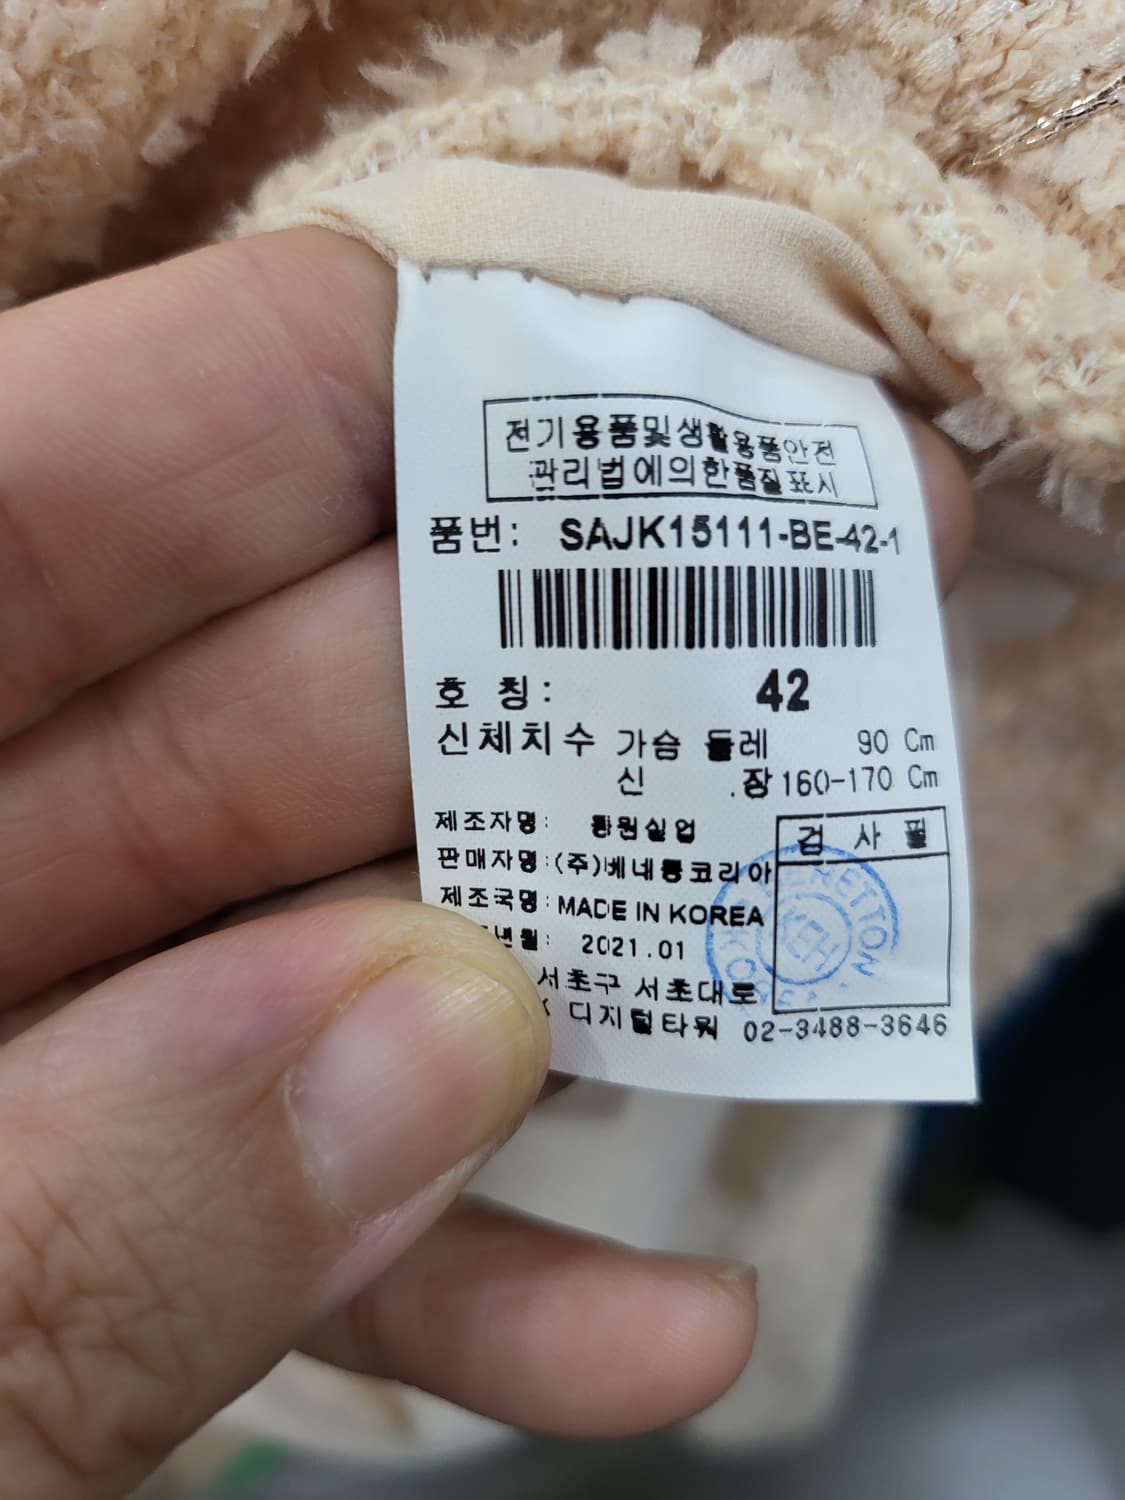 전기용품및생활용품안전
관리법에의한품질표시
품번: SAJK15111-BE-42-1
호 칭: 42
신체치수 가슴 둘레 90 Cm
신 장 160-170 Cm
제조자명:
판매자명:(주)베네통코리아
제조국명: MADE IN KOREA
년월: 2021.01
서초구 서초대로
디지털타워 02-3488-3646
검 사 필
BENETTON KOREA